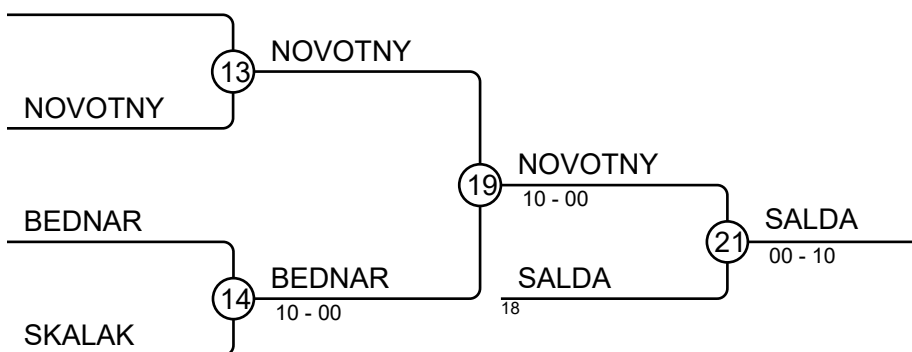 NOVOTNY
13
NOVOTNY
NOVOTNY
19
10 - 00
BEDNAR
SALDA
21
00 - 10
BEDNAR
SALDA
14
10 - 00
18
SKALAK